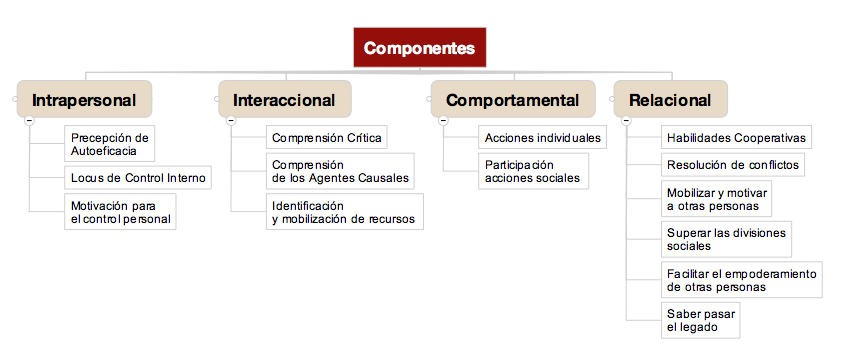 Componentes
Intrapersonal
Precepción de
Autoeficacia
Locus de Control Interno
Motivación para
el control personal
Interaccional
Comprensión Crítica
Comprensión
de los Agentes Causales
Identificación
y mobilización de recursos
Comportamental
Acciones individuales
Participación
acciones sociales
Relacional
Habilidades Cooperativas
Resolución de conflictos
Mobilizar y motivar
a otras personas
Superar las divisiones
sociales
Facilitar el empoderamiento
de otras personas
Saber pasar
el legado